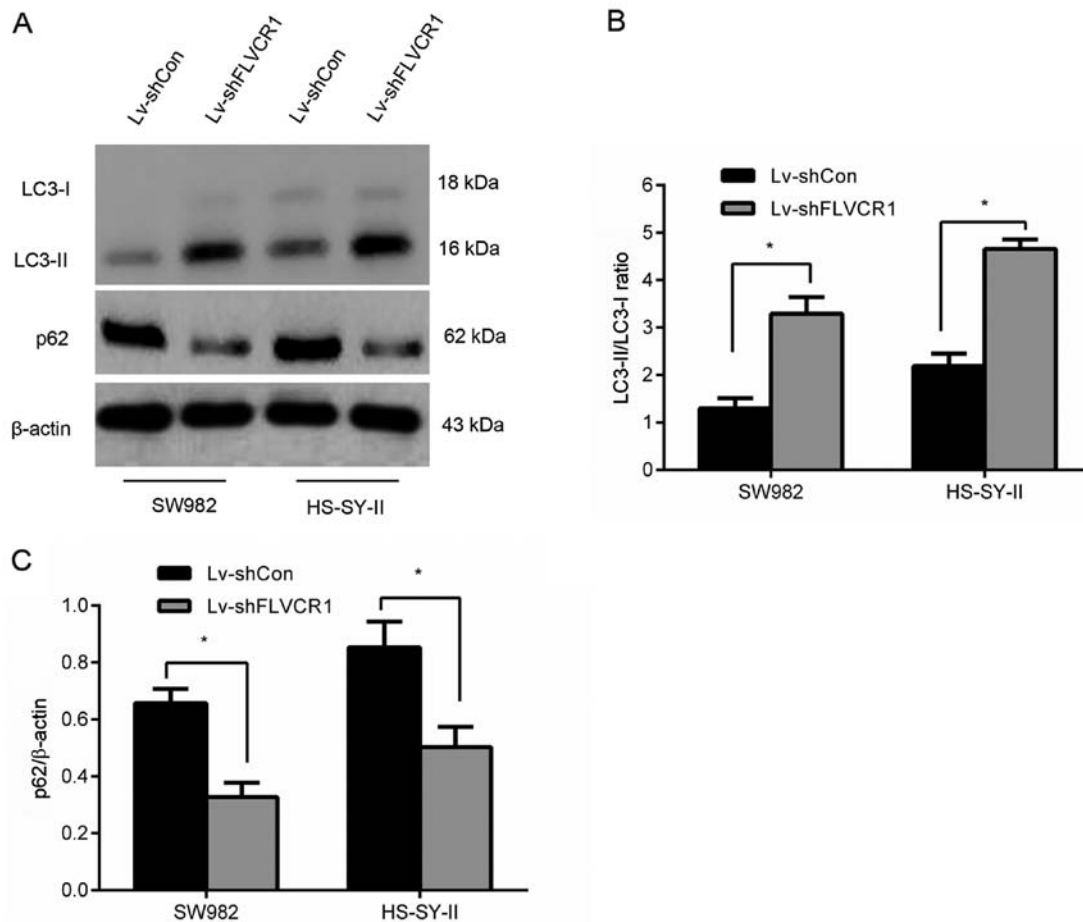 A
Lv-shCon Lv-shFLVCR1 Lv-shCon Lv-shFLVCR1
LC3-I 18 kDa
LC3-II 16 kDa
p62 62 kDa
β-actin 43 kDa
SW982 HS-SY-II
B
Lv-shCon
Lv-shFLVCR1
LC3-II/LC3-I ratio
6
5
4
3
2
1
0
* *
SW982 HS-SY-II
C
Lv-shCon
Lv-shFLVCR1
p62/β-actin
1.0
0.8
0.6
0.4
0.2
0.0
* *
SW982 HS-SY-II